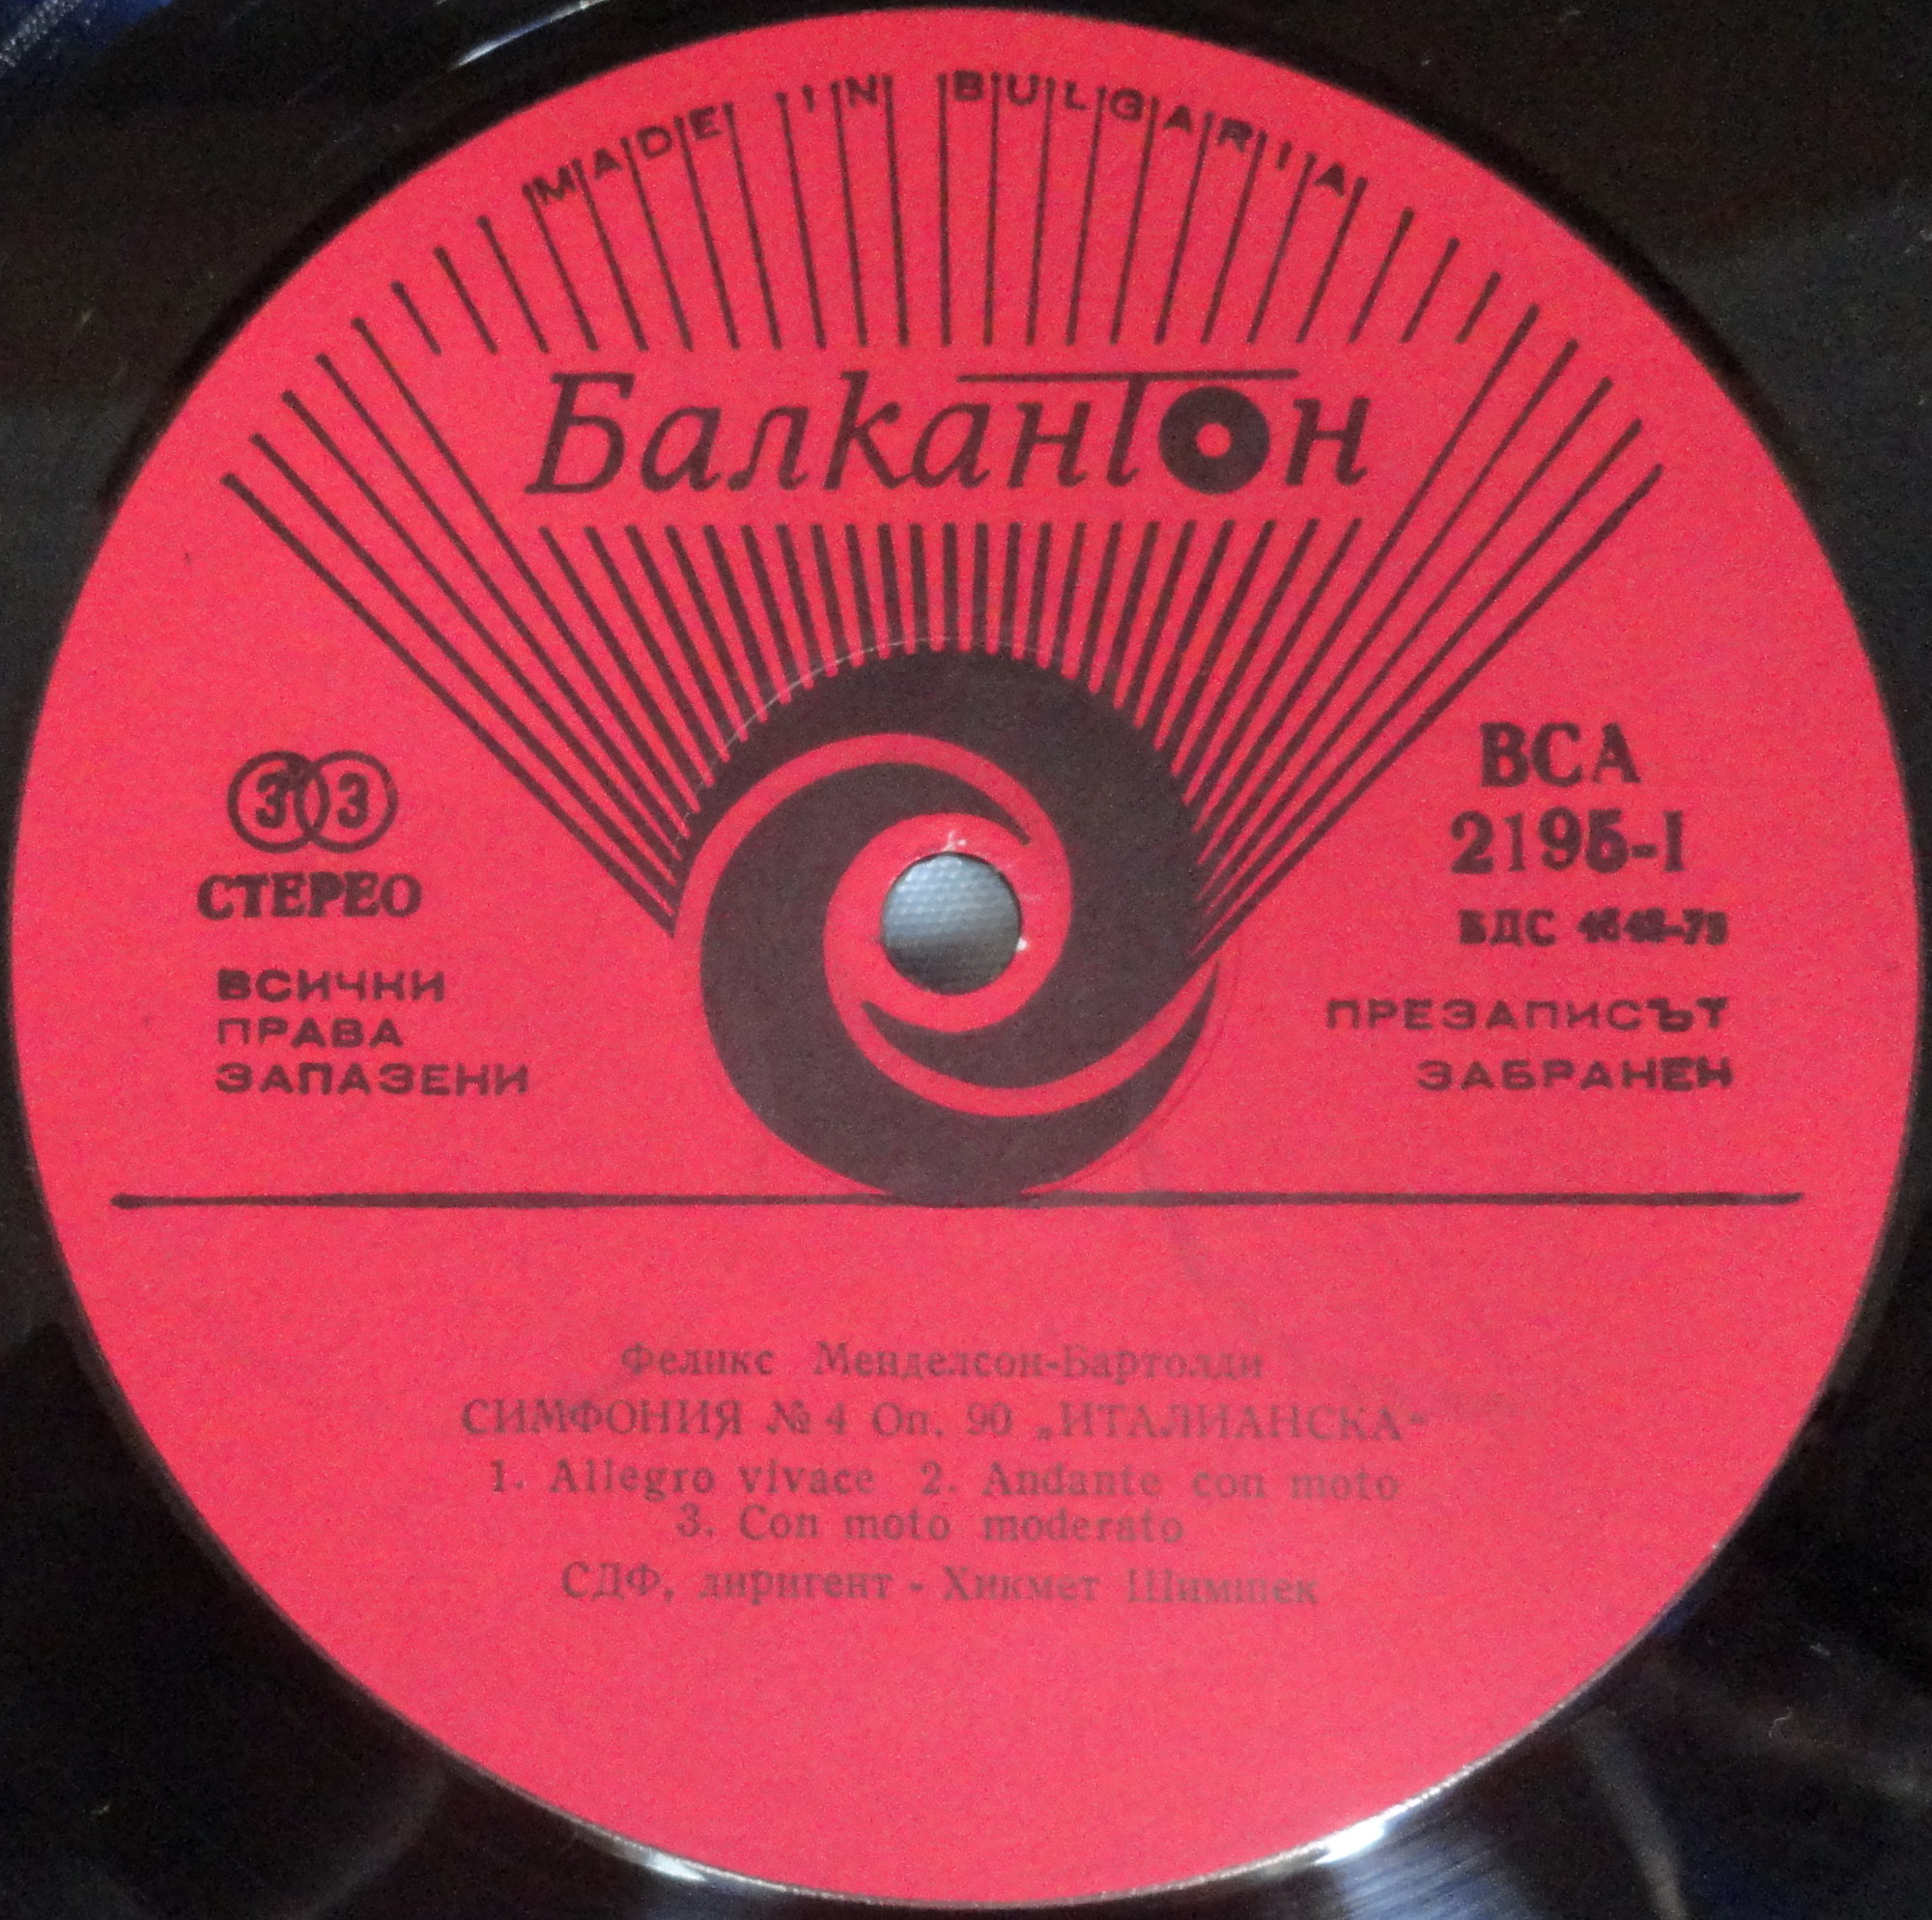 MADE IN BULGARIA
Балкантон
33
СТЕРЕО
ВСИЧКИ
ПРАВА
ЗАПАЗЕНИ
ВСА
2195-I
БДС
ПРЕЗАПИСЪТ
ЗАБРАНЕН
Феликс Менделсон-Бартолди
СИМФОНИЯ № 4 Оп. 90 „ИТАЛИАНСКА“
1. Allegro vivace 2. Andante con moto
3. Con moto moderato
СДФ, диригент - Хикмет Шимшек